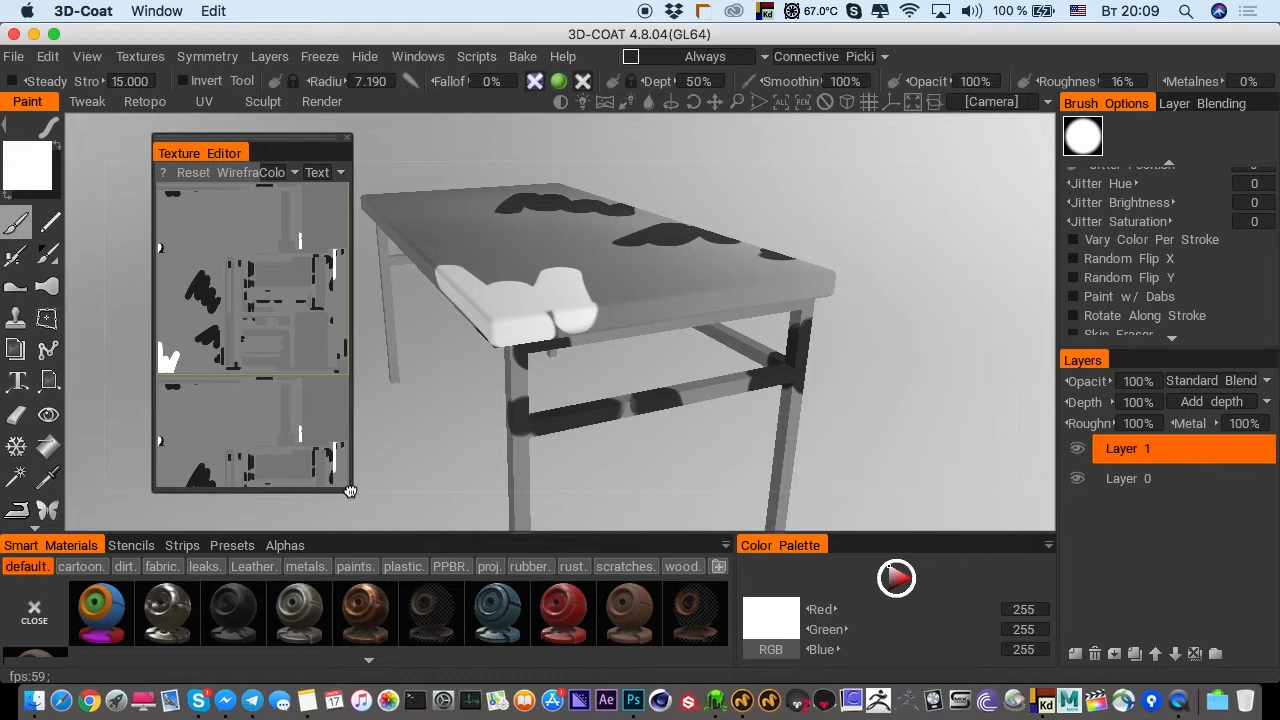 3D-Coat Window Edit 67.0°C 100 % Вт 20:09
3D-COAT 4.8.04(GL64)
File Edit View Textures Symmetry Layers Freeze Hide Windows Scripts Bake Help Always Connective Picki
Steady Stro 15.000 Invert Tool Radiu 7.190 Fallof 0% Dept 50% Smoothin 100% Opacit 100% Roughnes 16% Metalnes 0%
Paint Tweak Retopo UV Sculpt Render ALL PEN [Camera] Brush Options Layer Blending
Texture Editor
? Reset Wirefra Colo Text
Jitter Hue 0
Jitter Brightness 0
Jitter Saturation 0
Vary Color Per Stroke
Random Flip X
Random Flip Y
Paint w/ Dabs
Rotate Along Stroke
Layers
Opacit 100% Standard Blend
Depth 100% Add depth
Roughn 100% Metal 100%
Layer 1
Layer 0
Smart Materials Stencils Strips Presets Alphas Color Palette
default. cartoon. dirt. fabric. leaks. Leather. metals. paints. plastic. PPBR. proj. rubber. rust. scratches. wood.
CLOSE
Red 255
Green 255
RGB Blue 255
fps:59;
Ae Ps Kd